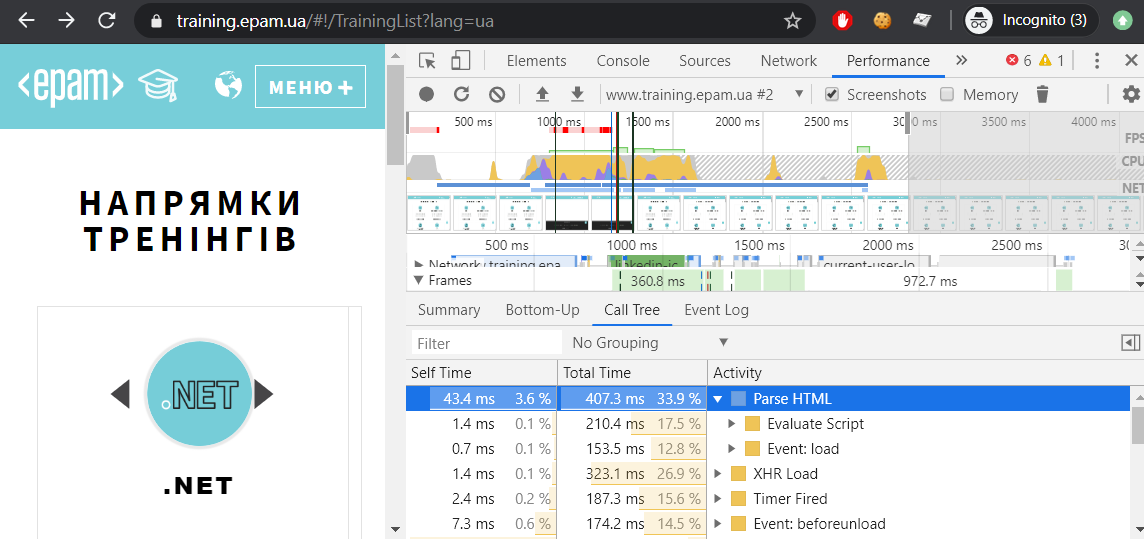 training.epam.ua/#!/TrainingList?lang=ua
Incognito (3)
<epam>
МЕНЮ +
НАПРЯМКИ
ТРЕНІНГІВ
.NET
.NET
Elements Console Sources Network Performance » 6 1
www.training.epam.ua #2 Screenshots Memory
500 ms 1000 ms 1500 ms 2000 ms 2500 ms 3000 ms 3500 ms 4000 ms
FPS
CPU
NET
500 ms 1000 ms 1500 ms 2000 ms 2500 ms
Network training.epa linkedin-ic current-user-lo
Frames 360.8 ms 972.7 ms
Summary Bottom-Up Call Tree Event Log
Filter No Grouping
Self Time Total Time Activity
43.4 ms 3.6 % 407.3 ms 33.9 % Parse HTML
1.4 ms 0.1 % 210.4 ms 17.5 % Evaluate Script
0.7 ms 0.1 % 153.5 ms 12.8 % Event: load
1.4 ms 0.1 % 323.1 ms 26.9 % XHR Load
2.4 ms 0.2 % 187.3 ms 15.6 % Timer Fired
7.3 ms 0.6 % 174.2 ms 14.5 % Event: beforeunload